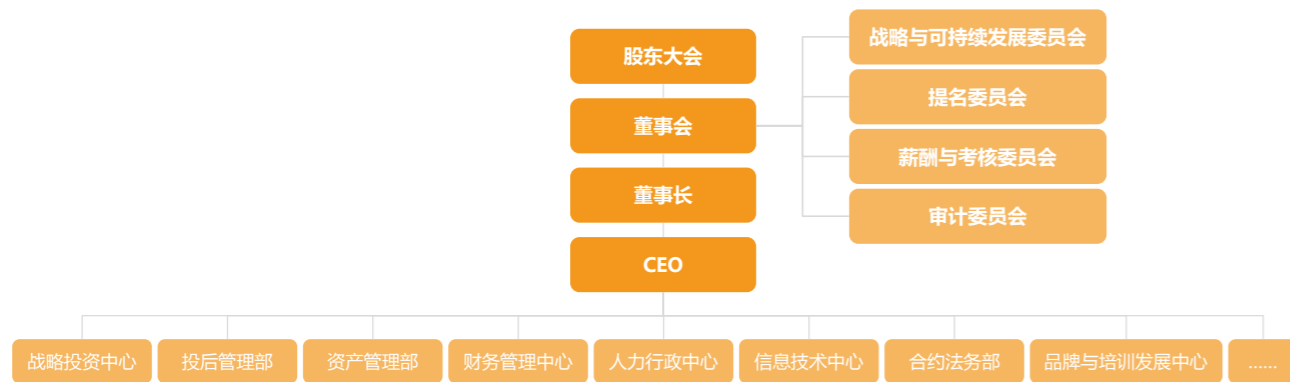 股东大会
董事会
董事长
CEO
战略与可持续发展委员会
提名委员会
薪酬与考核委员会
审计委员会
战略投资中心
投后管理部
资产管理部
财务管理中心
人力行政中心
信息技术中心
合约法务部
品牌与培训发展中心
......